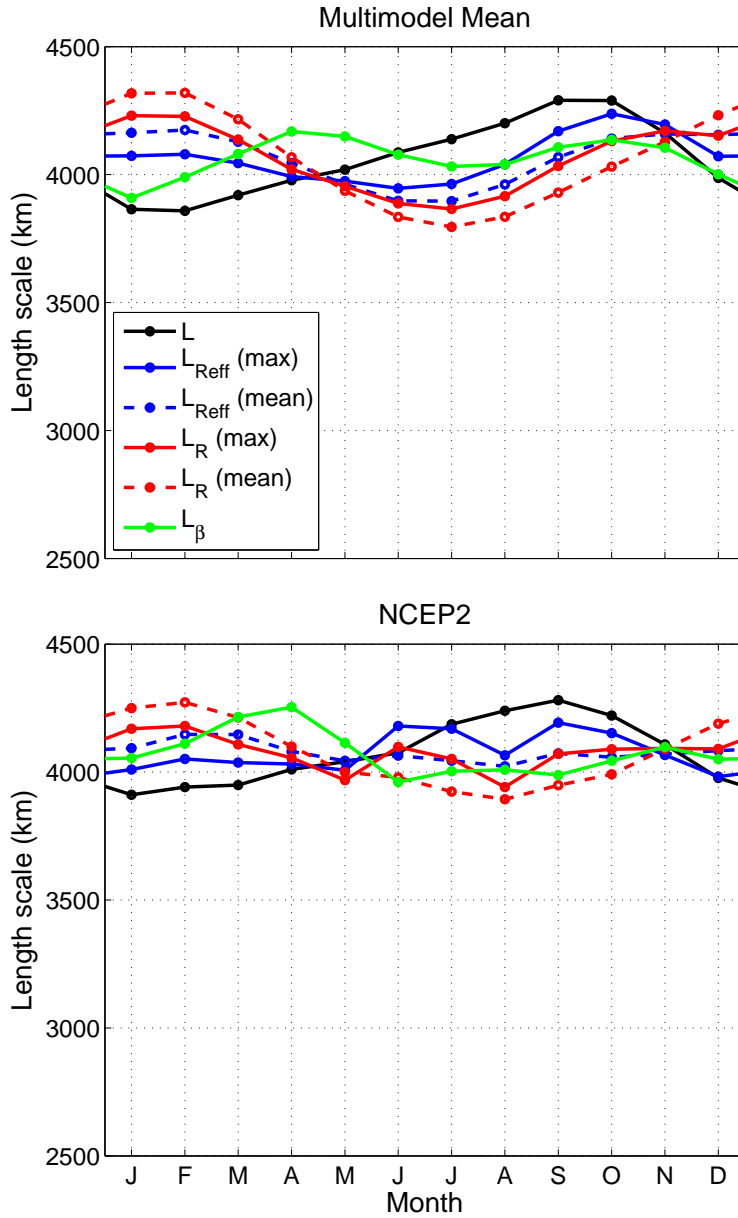 Multimodel Mean
4500
4000
3500
3000
2500
Length scale (km)
L
L_Reff (max)
L_Reff (mean)
L_R (max)
L_R (mean)
L_β
NCEP2
4500
4000
3500
3000
2500
Length scale (km)
J F M A M J J A S O N D
Month